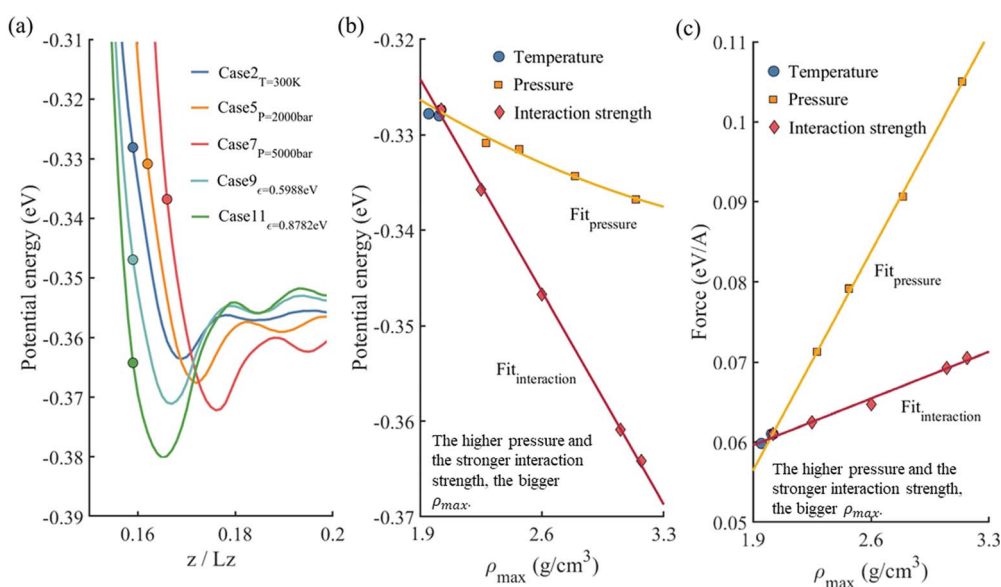 (a)
-0.31
-0.32
-0.33
-0.34
-0.35
-0.36
-0.37
-0.38
-0.39
Potential energy (eV)
0.16
0.18
0.2
z / Lz
Case2T=300K
Case5P=2000bar
Case7P=5000bar
Case9ϵ=0.5988eV
Case11ϵ=0.8782eV
(b)
-0.32
-0.33
-0.34
-0.35
-0.36
-0.37
Potential energy (eV)
1.9
2.6
3.3
ρmax (g/cm³)
Temperature
Pressure
Interaction strength
Fitpressure
Fitinteraction
The higher pressure and
the stronger interaction
strength, the bigger
ρmax.
(c)
0.11
0.1
0.09
0.08
0.07
0.06
0.05
Force (eV/A)
1.9
2.6
3.3
ρmax (g/cm³)
Temperature
Pressure
Interaction strength
Fitpressure
Fitinteraction
The higher pressure and the
stronger interaction strength,
the bigger ρmax.